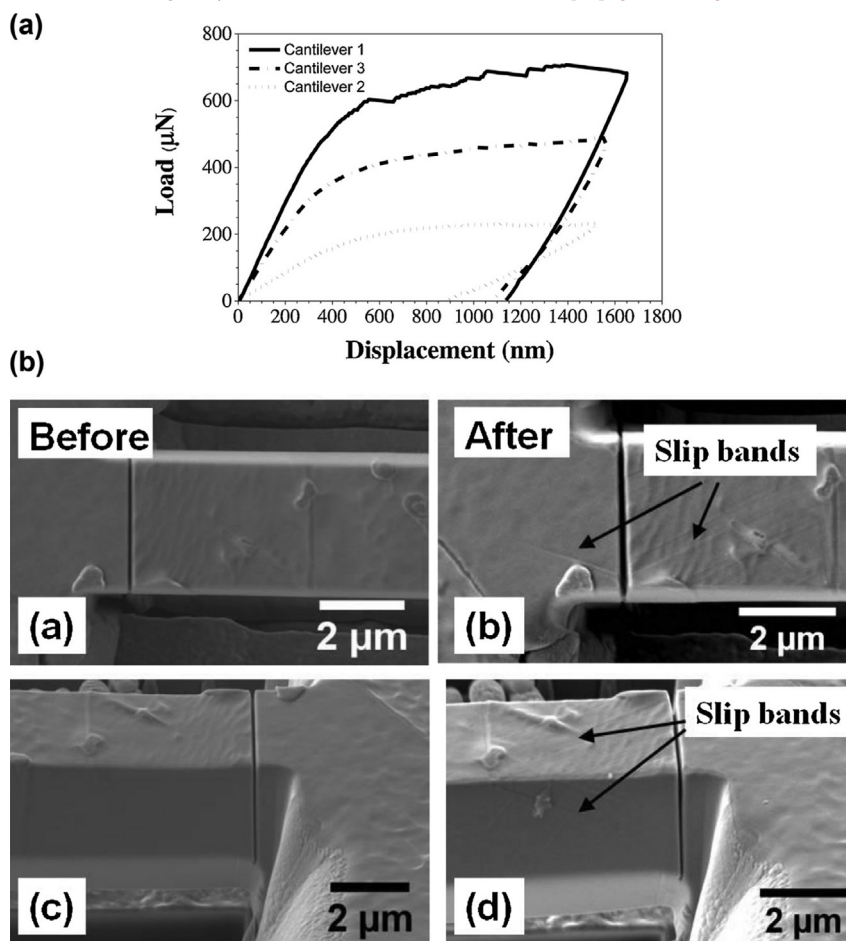 (a)
800
600
400
200
0
Load (μN)
Cantilever 1
Cantilever 3
Cantilever 2
0 200 400 600 800 1000 1200 1400 1600 1800
Displacement (nm)
(b)
Before
(a)
2 μm
After
Slip bands
(b)
2 μm
(c)
2 μm
Slip bands
(d)
2 μm